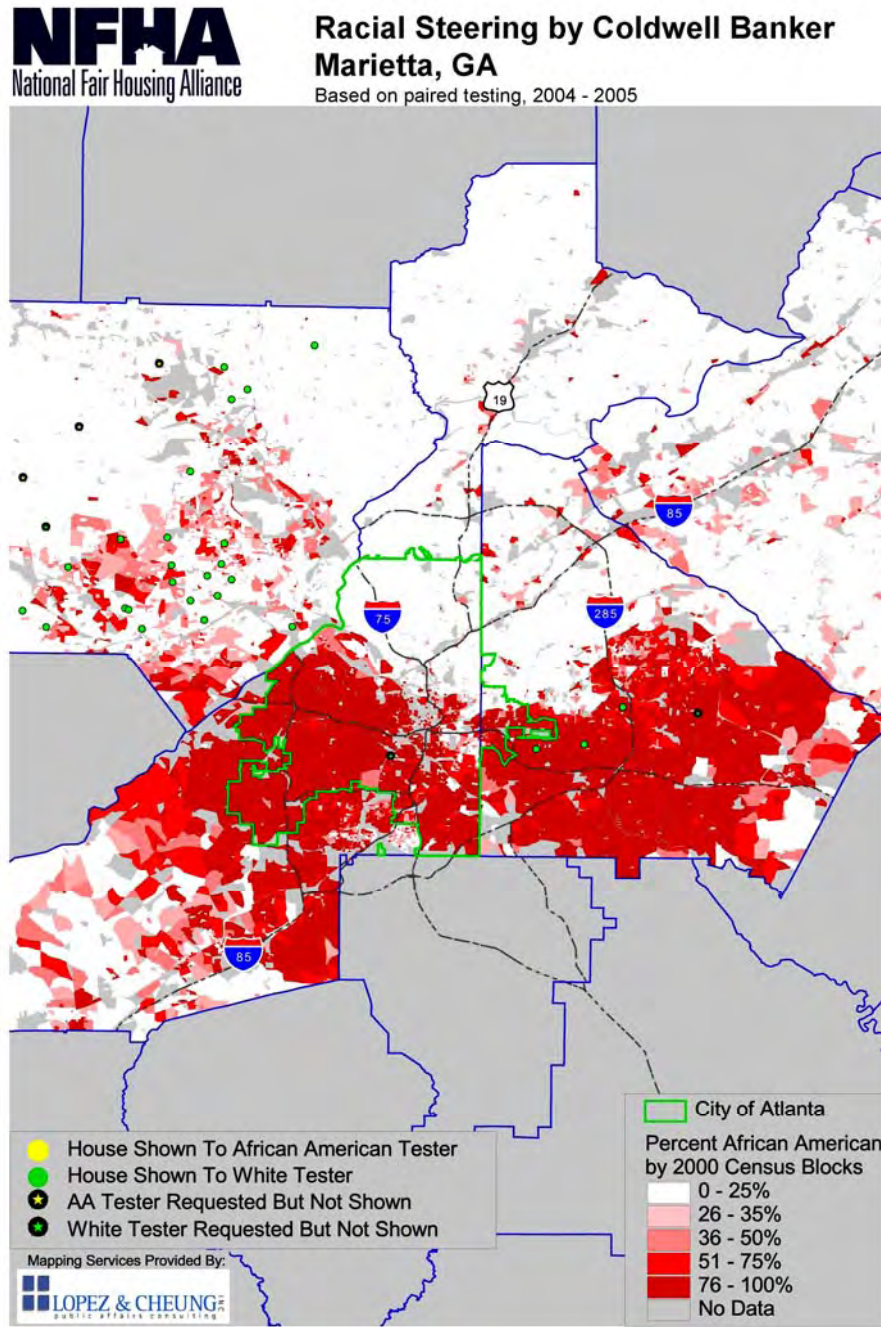 NFHA
National Fair Housing Alliance
Racial Steering by Coldwell Banker
Marietta, GA
Based on paired testing, 2004 - 2005
19
85
75
285
85
House Shown To African American Tester
House Shown To White Tester
AA Tester Requested But Not Shown
White Tester Requested But Not Shown
Mapping Services Provided By:
LOPEZ & CHEUNG INC
public affairs consulting
City of Atlanta
Percent African American
by 2000 Census Blocks
0 - 25%
26 - 35%
36 - 50%
51 - 75%
76 - 100%
No Data